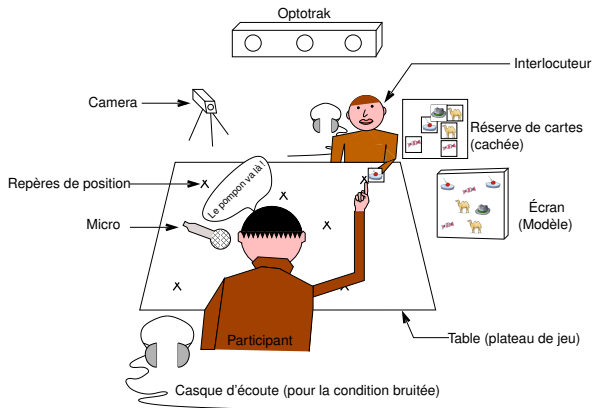 Optotrak
Interlocuteur
Camera
Réserve de cartes
(cachée)
Le pompon va là !
Repères de position
Micro
Écran
(Modèle)
Participant
Table (plateau de jeu)
Casque d'écoute (pour la condition bruitée)